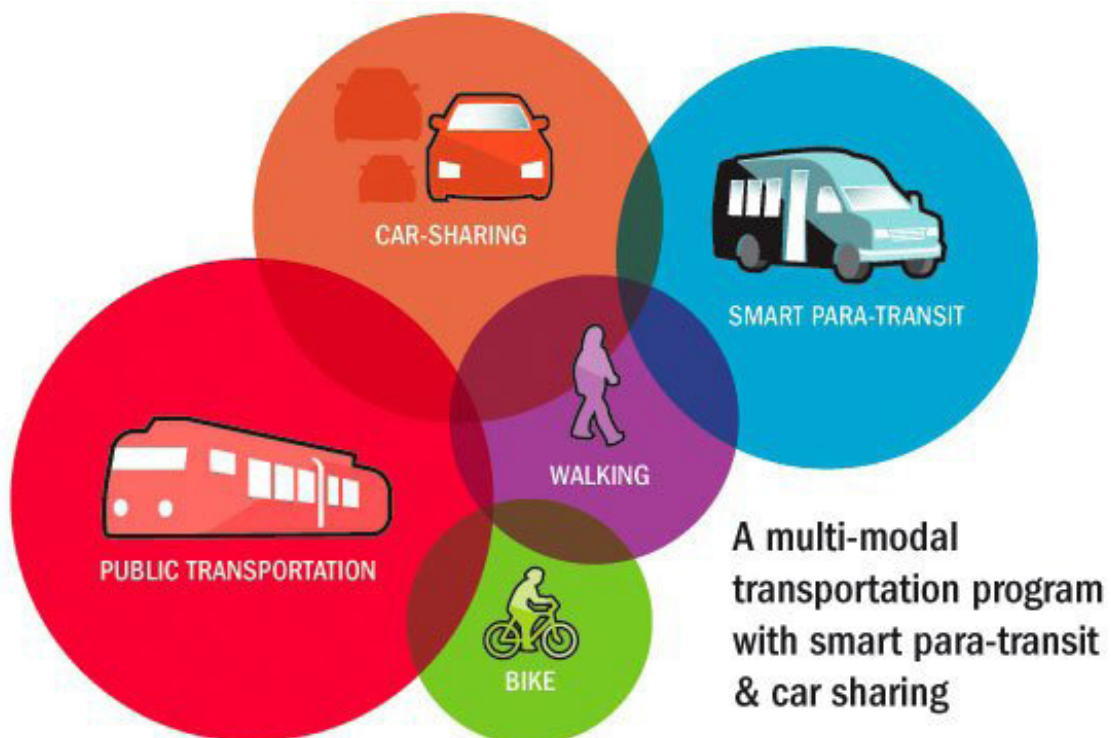 CAR-SHARING
SMART PARA-TRANSIT
WALKING
PUBLIC TRANSPORTATION
BIKE
A multi-modal
transportation program
with smart para-transit
& car sharing